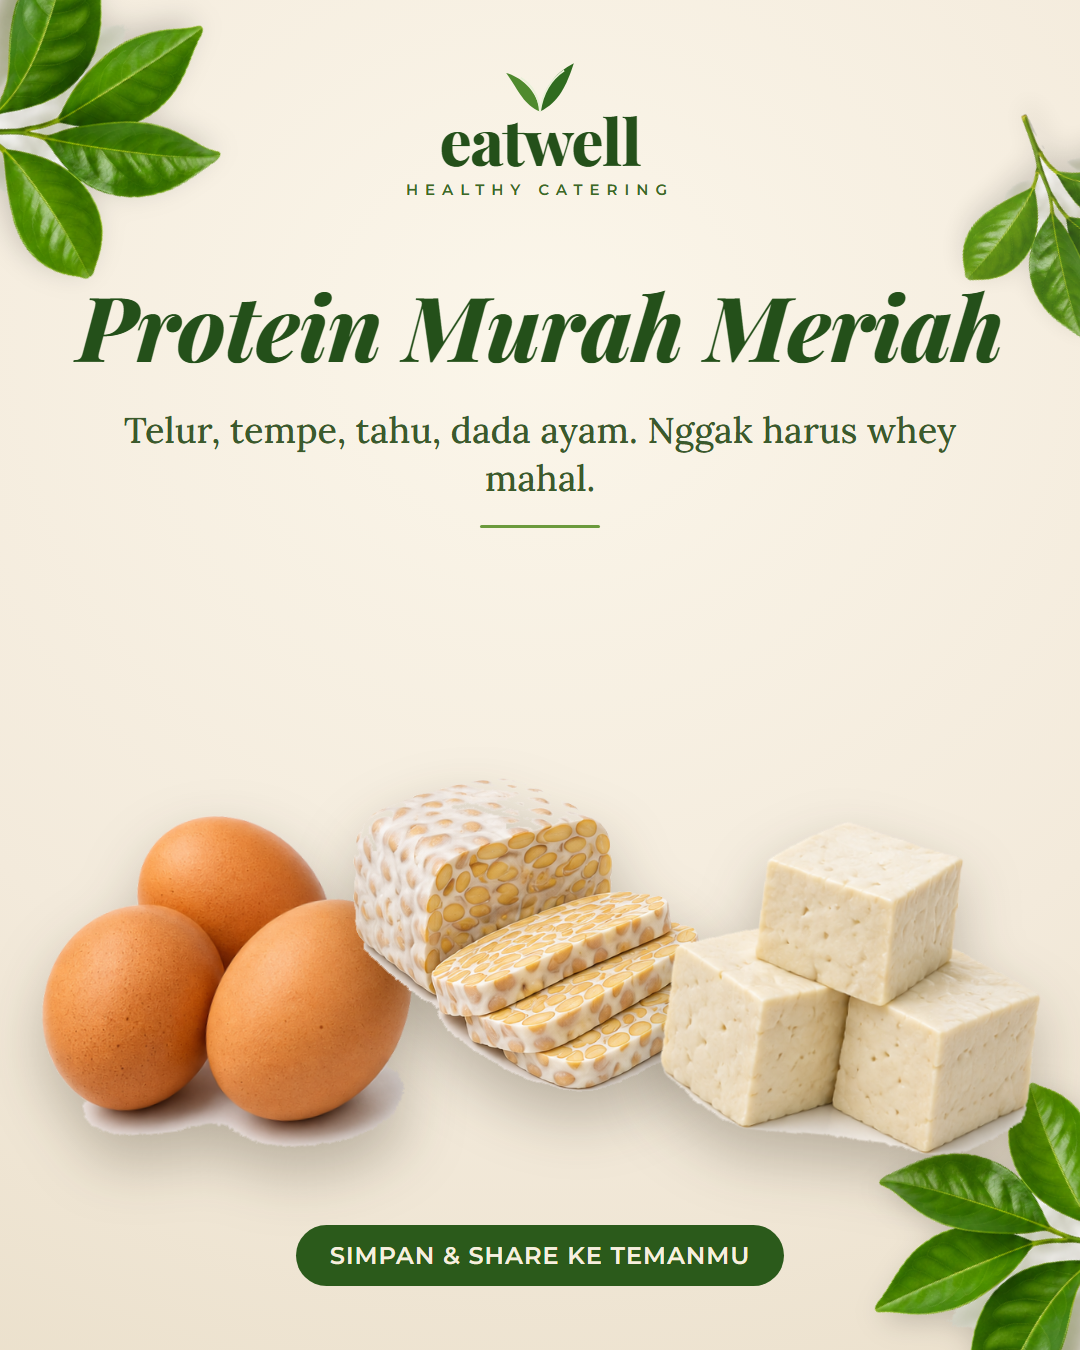 eatwell
HEALTHY CATERING
Protein Murah Meriah
Telur, tempe, tahu, dada ayam. Nggak harus whey
mahal.
SIMPAN & SHARE KE TEMANMU